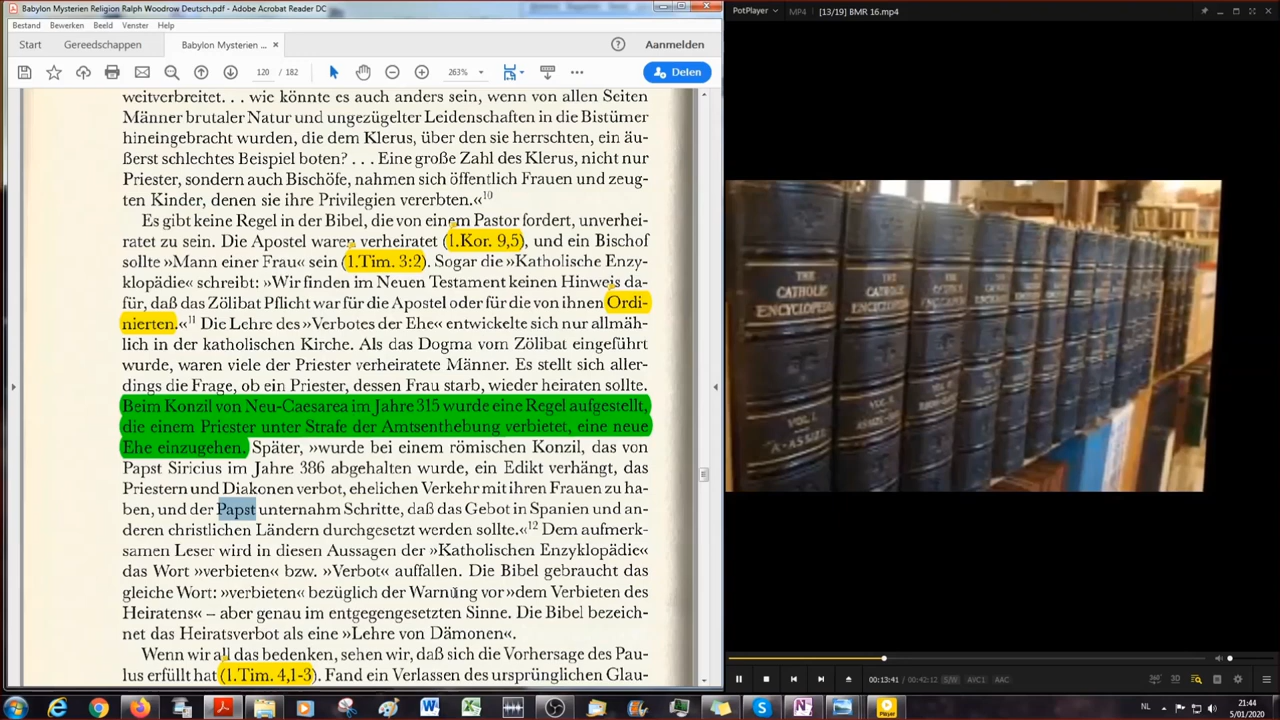 Babylon Mysterien Religion Ralph Woodrow Deutsch.pdf - Adobe Acrobat Reader DC
Bestand Bewerken Beeld Venster Help
Start Gereedschappen Babylon Mysterien ... × Aanmelden
120 / 182 263% Delen
weitverbreitet. . . wie könnte es auch anders sein, wenn von allen Seiten
Männer brutaler Natur und ungezügelter Leidenschaften in die Bistümer
hineingebracht wurden, die dem Klerus, über den sie herrschten, ein äu-
ßerst schlechtes Beispiel boten? . . . Eine große Zahl des Klerus, nicht nur
Priester, sondern auch Bischöfe, nahmen sich öffentlich Frauen und zeug-
ten Kinder, denen sie ihre Privilegien vererbten.«10
Es gibt keine Regel in der Bibel, die von einem Pastor fordert, unverhei-
ratet zu sein. Die Apostel waren verheiratet (1.Kor. 9,5), und ein Bischof
sollte »Mann einer Frau« sein (1.Tim. 3:2). Sogar die »Katholische Enzy-
klopädie« schreibt: »Wir finden im Neuen Testament keinen Hinweis da-
für, daß das Zölibat Pflicht war für die Apostel oder für die von ihnen Ordi-
nierten.«11 Die Lehre des »Verbotes der Ehe« entwickelte sich nur allmäh-
lich in der katholischen Kirche. Als das Dogma vom Zölibat eingeführt
wurde, waren viele der Priester verheiratete Männer. Es stellt sich aller-
dings die Frage, ob ein Priester, dessen Frau starb, wieder heiraten sollte.
Beim Konzil von Neu-Caesarea im Jahre 315 wurde eine Regel aufgestellt,
die einem Priester unter Strafe der Amtsenthebung verbietet, eine neue
Ehe einzugehen. Später, »wurde bei einem römischen Konzil, das von
Papst Siricius im Jahre 386 abgehalten wurde, ein Edikt verhängt, das
Priestern und Diakonen verbot, ehelichen Verkehr mit ihren Frauen zu ha-
ben, und der Papst unternahm Schritte, daß das Gebot in Spanien und an-
deren christlichen Ländern durchgesetzt werden sollte.«12 Dem aufmerk-
samen Leser wird in diesen Aussagen der »Katholischen Enzyklopädie«
das Wort »verbieten« bzw. »Verbot« auffallen. Die Bibel gebraucht das
gleiche Wort: »verbieten« bezüglich der Warnung vor »dem Verbieten des
Heiratens« – aber genau im entgegengesetzten Sinne. Die Bibel bezeich-
net das Heiratsverbot als eine »Lehre von Dämonen«.
Wenn wir all das bedenken, sehen wir, daß sich die Vorhersage des Pau-
lus erfüllt hat (1.Tim. 4,1-3). Fand ein Verlassen des ursprünglichen Glau-
PotPlayer MP4 [13/19] BMR 16.mp4
THE
CATHOLIC
ENCYCLOPEDIA
THE
CATHOLIC
ENCYCLOPEDIA
00:13:41 / 00:42:12 S/W AVC1 AAC
360° 3D
NL 21:44
5/01/2020